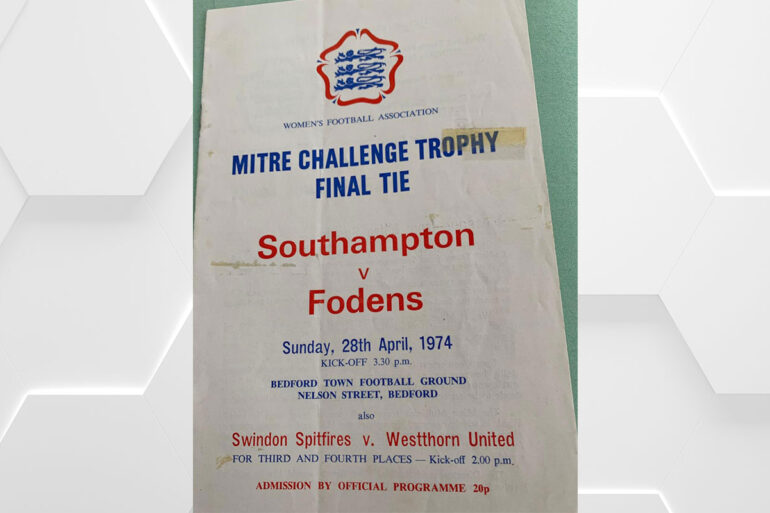 WOMEN'S FOOTBALL ASSOCIATION
MITRE CHALLENGE TROPHY
FINAL TIE
Southampton
v
Fodens
Sunday, 28th April, 1974
KICK-OFF 3.30 p.m.
BEDFORD TOWN FOOTBALL GROUND
NELSON STREET, BEDFORD
also
Swindon Spitfires v. Westthorn United
FOR THIRD AND FOURTH PLACES — Kick-off 2.00 p.m.
ADMISSION BY OFFICIAL PROGRAMME 20p